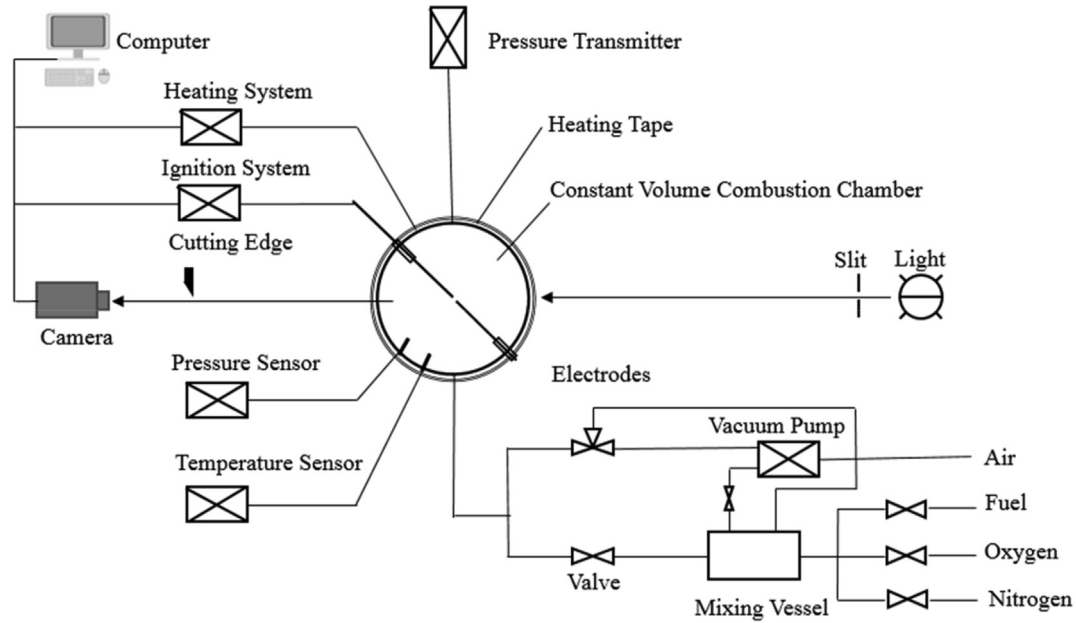 Computer
Pressure Transmitter
Heating System
Heating Tape
Ignition System
Constant Volume Combustion Chamber
Cutting Edge
Slit
Light
Camera
Pressure Sensor
Electrodes
Vacuum Pump
Temperature Sensor
Air
Fuel
Oxygen
Valve
Mixing Vessel
Nitrogen